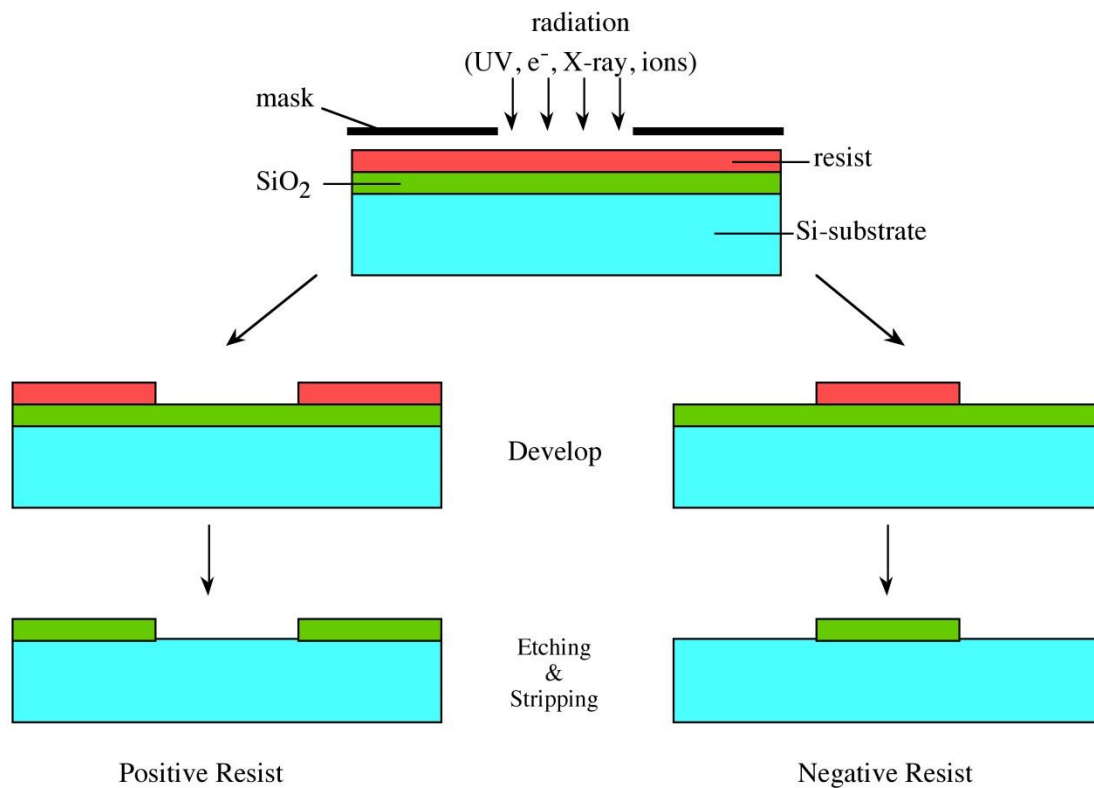 radiation
(UV, e⁻, X-ray, ions)
mask
resist
SiO₂
Si-substrate
Develop
Etching
&
Stripping
Positive Resist
Negative Resist